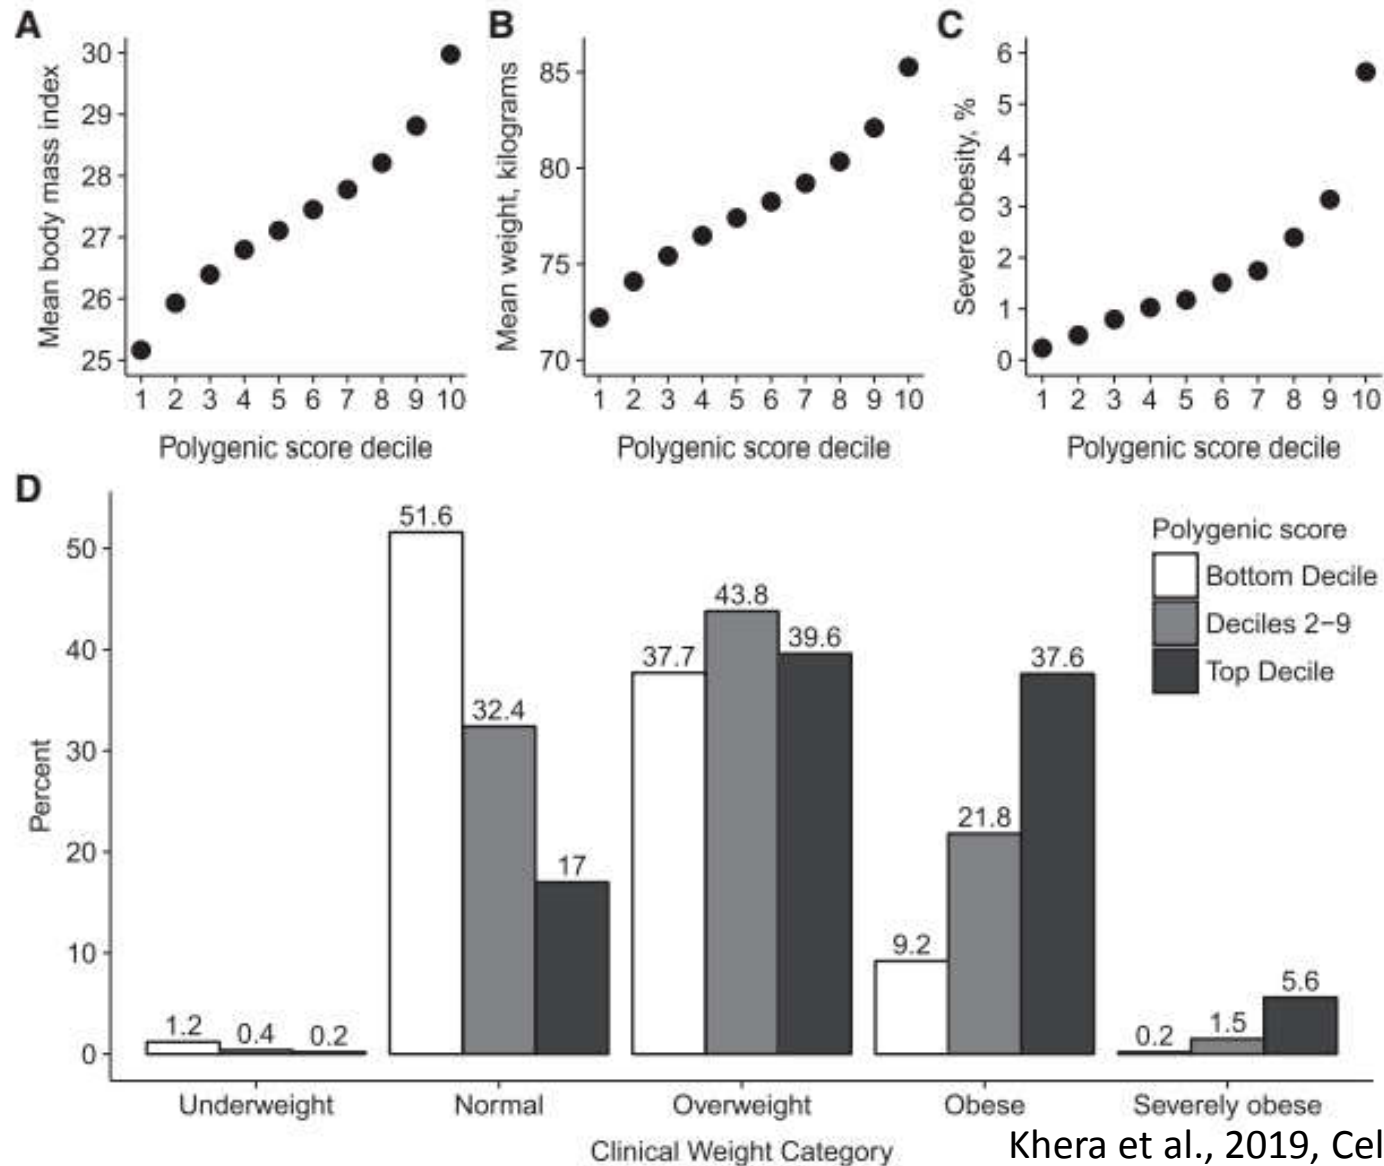 A
Mean body mass index
30
29
28
27
26
25
1 2 3 4 5 6 7 8 9 10
Polygenic score decile
B
Mean weight, kilograms
85
80
75
70
1 2 3 4 5 6 7 8 9 10
Polygenic score decile
C
Severe obesity, %
6
5
4
3
2
1
0
1 2 3 4 5 6 7 8 9 10
Polygenic score decile
D
Percent
50
40
30
20
10
0
1.2 0.4 0.2
51.6 32.4 17
37.7 43.8 39.6
9.2 21.8 37.6
0.2 1.5 5.6
Polygenic score
Bottom Decile
Deciles 2−9
Top Decile
Underweight Normal Overweight Obese Severely obese
Clinical Weight Category
Khera et al., 2019, Cel